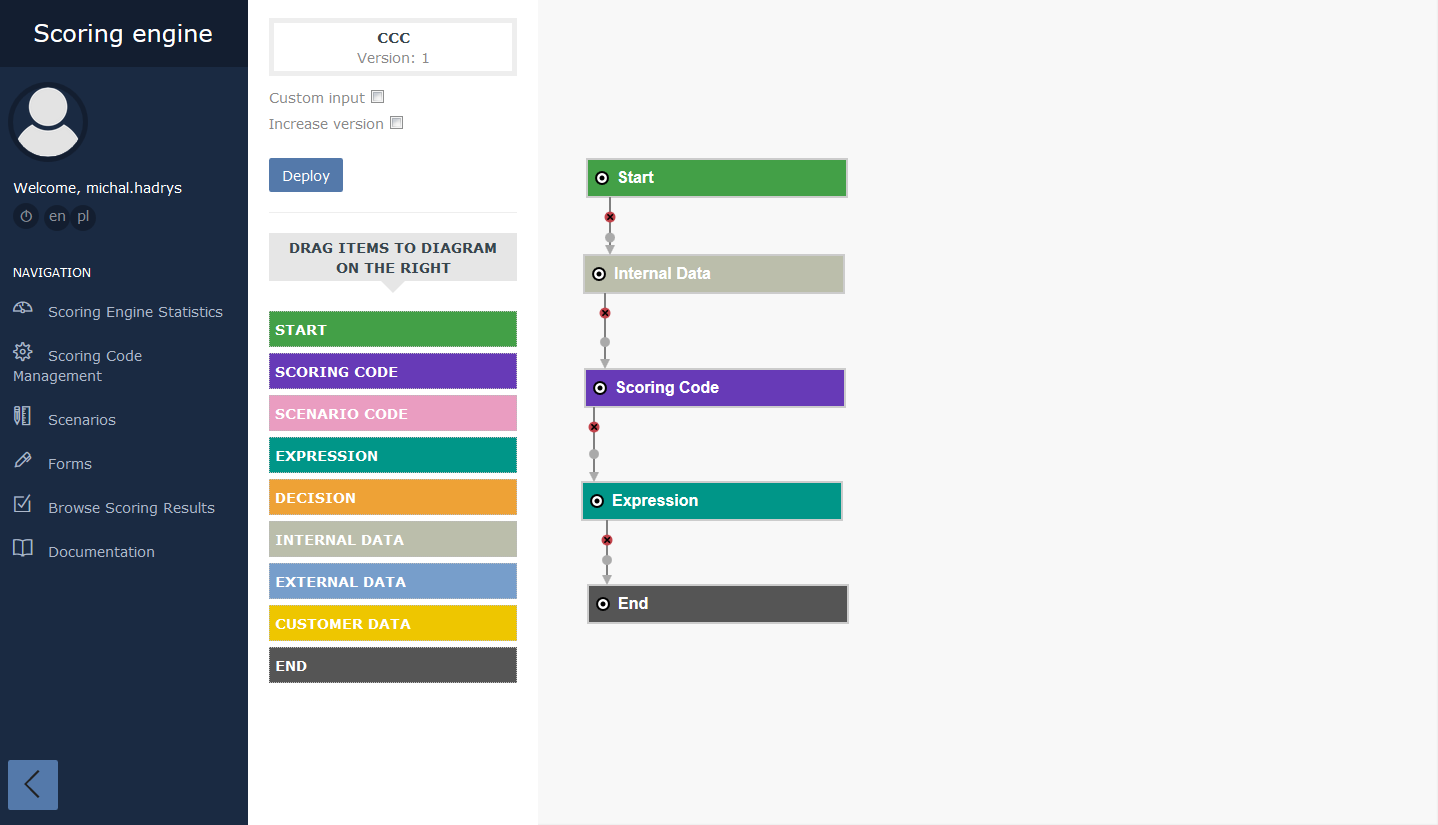 Scoring engine
Welcome, michal.hadrys
en pl
NAVIGATION
Scoring Engine Statistics
Scoring Code
Management
Scenarios
Forms
Browse Scoring Results
Documentation
CCC
Version: 1
Custom input
Increase version
Deploy
DRAG ITEMS TO DIAGRAM
ON THE RIGHT
START
SCORING CODE
SCENARIO CODE
EXPRESSION
DECISION
INTERNAL DATA
EXTERNAL DATA
CUSTOMER DATA
END
Start
Internal Data
Scoring Code
Expression
End